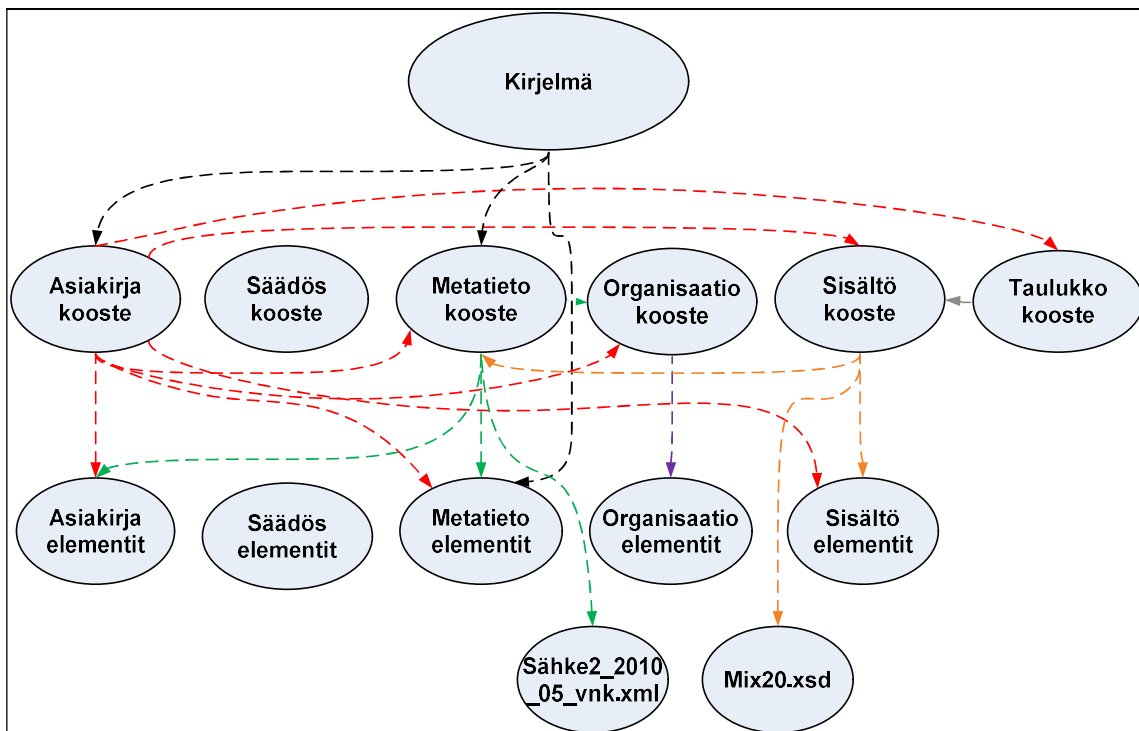 Kirjelmä
Asiakirja
kooste
Säädös
kooste
Metatieto
kooste
Organisaatio
kooste
Sisältö
kooste
Taulukko
kooste
Asiakirja
elementit
Säädös
elementit
Metatieto
elementit
Organisaatio
elementit
Sisältö
elementit
Sähke2_2010
_05_vnk.xml
Mix20.xsd